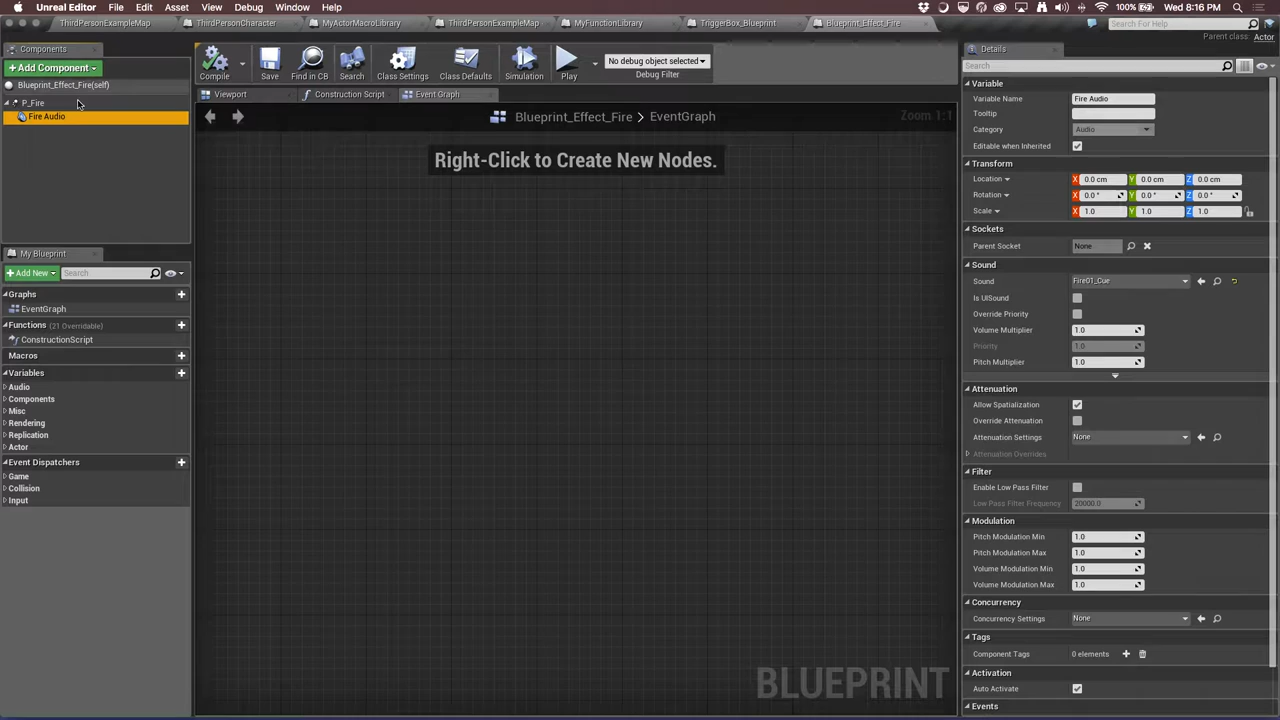 Unreal Editor File Edit Asset View Debug Window Help 100% Wed 8:16 PM
ThirdPersonExampleMap ThirdPersonCharacter MyActorMacroLibrary ThirdPersonExampleMap MyFunctionLibrary TriggerBox_Blueprint Blueprint_Effect_Fire Search For Help
Parent class: Actor
Components
+ Add Component
Blueprint_Effect_Fire(self)
P_Fire
Fire Audio
My Blueprint
+ Add New Search
Graphs
EventGraph
Functions (21 Overridable)
ConstructionScript
Macros
Variables
Audio
Components
Misc
Rendering
Replication
Actor
Event Dispatchers
Game
Collision
Input
Compile Save Find in CB Search Class Settings Class Defaults Simulation Play
No debug object selected
Debug Filter
Viewport Construction Script Event Graph
Blueprint_Effect_Fire > EventGraph Zoom 1:1
Right-Click to Create New Nodes.
BLUEPRINT
Details
Search
Variable
Variable Name Fire Audio
Tooltip
Category Audio
Editable when Inherited
Transform
Location X 0.0 cm Y 0.0 cm Z 0.0 cm
Rotation X 0.0 ° Y 0.0 ° Z 0.0 °
Scale X 1.0 Y 1.0 Z 1.0
Sockets
Parent Socket None
Sound
Sound Fire01_Cue
Is UISound
Override Priority
Volume Multiplier 1.0
Priority 1.0
Pitch Multiplier 1.0
Attenuation
Allow Spatialization
Override Attenuation
Attenuation Settings None
Attenuation Overrides
Filter
Enable Low Pass Filter
Low Pass Filter Frequency 20000.0
Modulation
Pitch Modulation Min 1.0
Pitch Modulation Max 1.0
Volume Modulation Min 1.0
Volume Modulation Max 1.0
Concurrency
Concurrency Settings None
Tags
Component Tags 0 elements
Activation
Auto Activate
Events